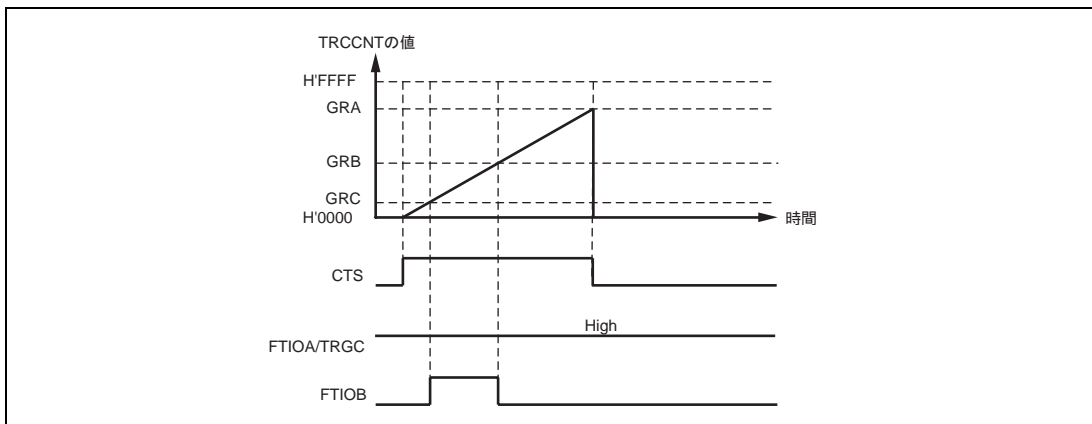 TRCCNTの値
H'FFFF
GRA
GRB
GRC
H'0000
時間
CTS
High
FTIOA/TRGC
FTIOB